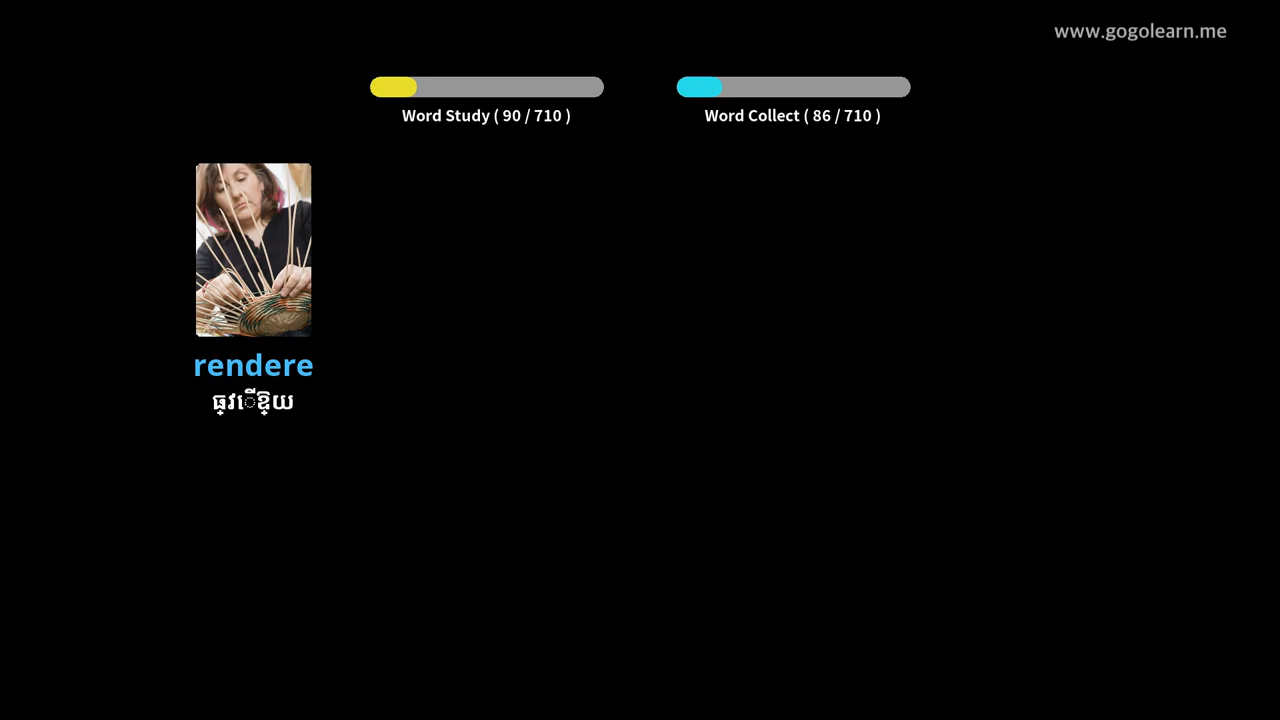 www.gogolearn.me
Word Study ( 90 / 710 )
Word Collect ( 86 / 710 )
rendere
ធ្វើឱ្យ